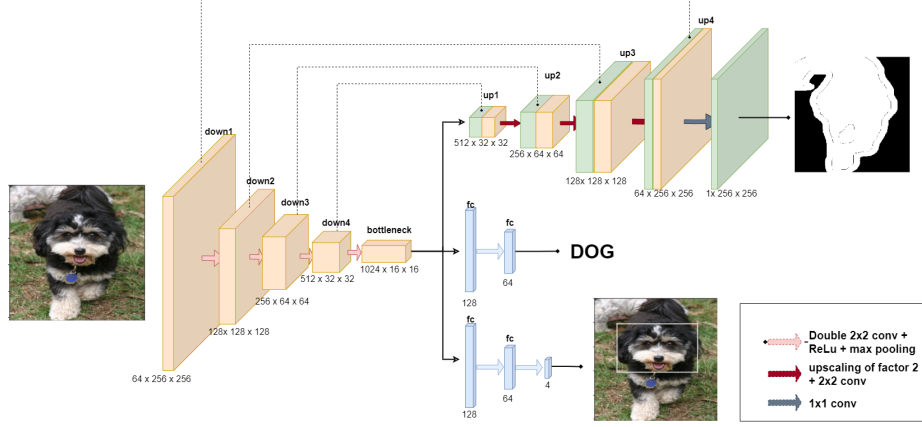 up4
up3
up2
up1
512 x 32 x 32
256 x 64 x 64
128x 128 x 128
64 x 256 x 256
1x 256 x 256
down1
down2
down3
down4
bottleneck
1024 x 16 x 16
512 x 32 x 32
256 x 64 x 64
128x 128 x 128
64 x 256 x 256
fc
fc
128
64
DOG
fc
fc
128
64
4
Double 2x2 conv +
ReLu + max pooling
upscaling of factor 2
+ 2x2 conv
1x1 conv